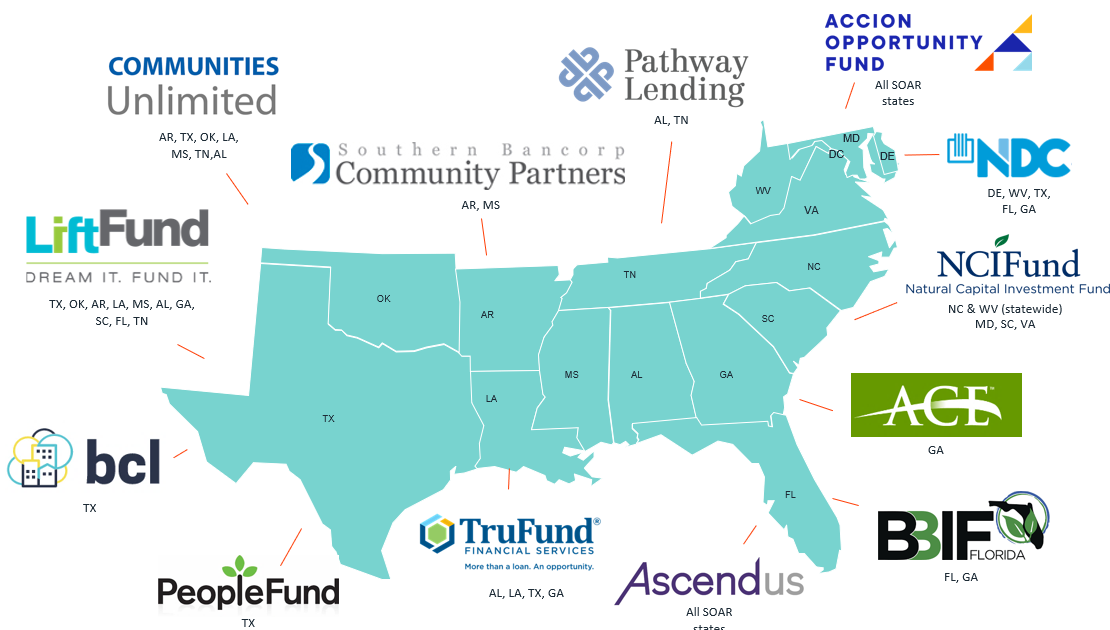 ACCION
OPPORTUNITY
FUND
All SOAR
states
COMMUNITIES
Unlimited
AR, TX, OK, LA,
MS, TN,AL
Pathway
Lending
AL, TN
Southern Bancorp
Community Partners
AR, MS
NDC
DE, WV, TX,
FL, GA
LiftFund
DREAM IT. FUND IT.
TX, OK, AR, LA, MS, AL, GA,
SC, FL, TN
NCIFund
Natural Capital Investment Fund
NC & WV (statewide)
MD, SC, VA
MD
DC
DE
WV
VA
TN
NC
OK
AR
SC
MS
AL
GA
LA
TX
FL
ACE™
GA
bcl
TX
BBIF
FLORIDA
FL, GA
TruFund®
FINANCIAL SERVICES
More than a loan. An opportunity.
AL, LA, TX, GA
PeopleFund
TX
Ascendus
All SOAR
states